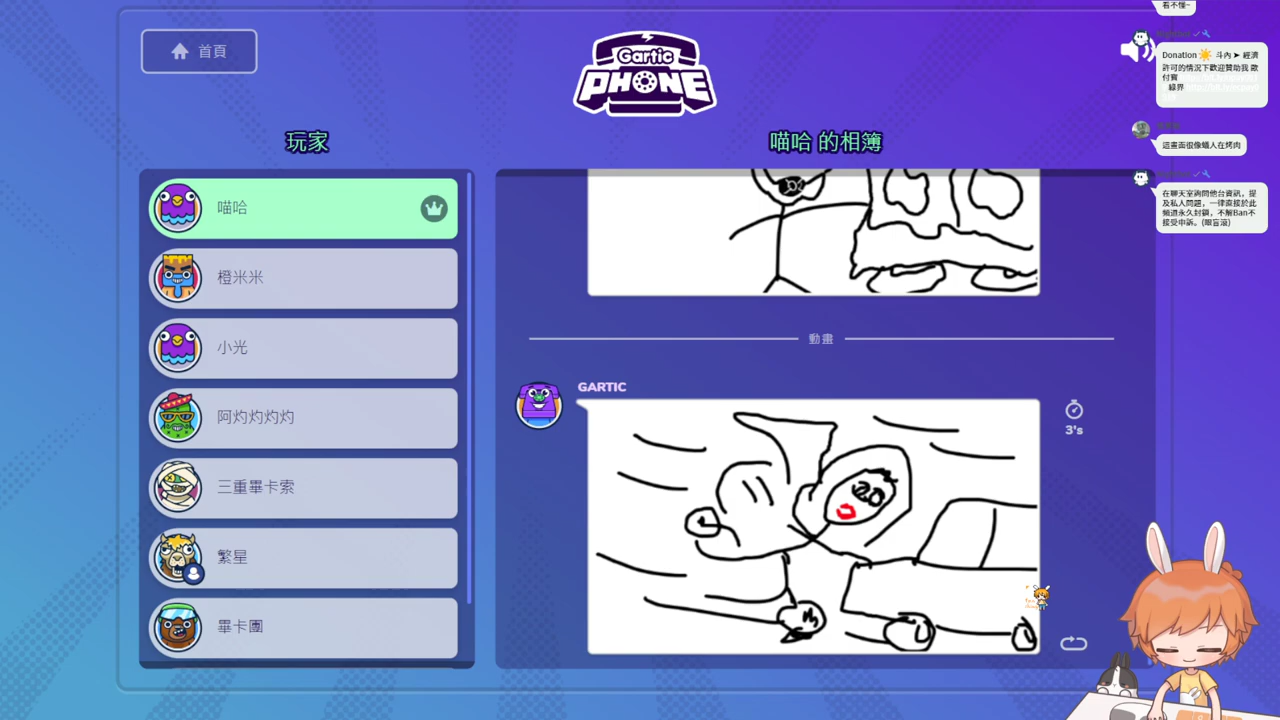 看不懂~
首頁
Gartic
PHONE
Donation☀️ 斗內 ➤ 經濟
許可的情況下歡迎贊助我 歐
付寶
綠界
玩家
喵哈 的相簿
這畫面很像蟻人在烤肉
在聊天室詢問他台資訊，提
及私人問題，一律直接於此
頻道永久封鎖，不解Ban不
接受申訴。(眼盲滾)
喵哈
橙米米
小光
阿灼灼灼灼
三重畢卡索
繁星
畢卡團
動畫
GARTIC
3's